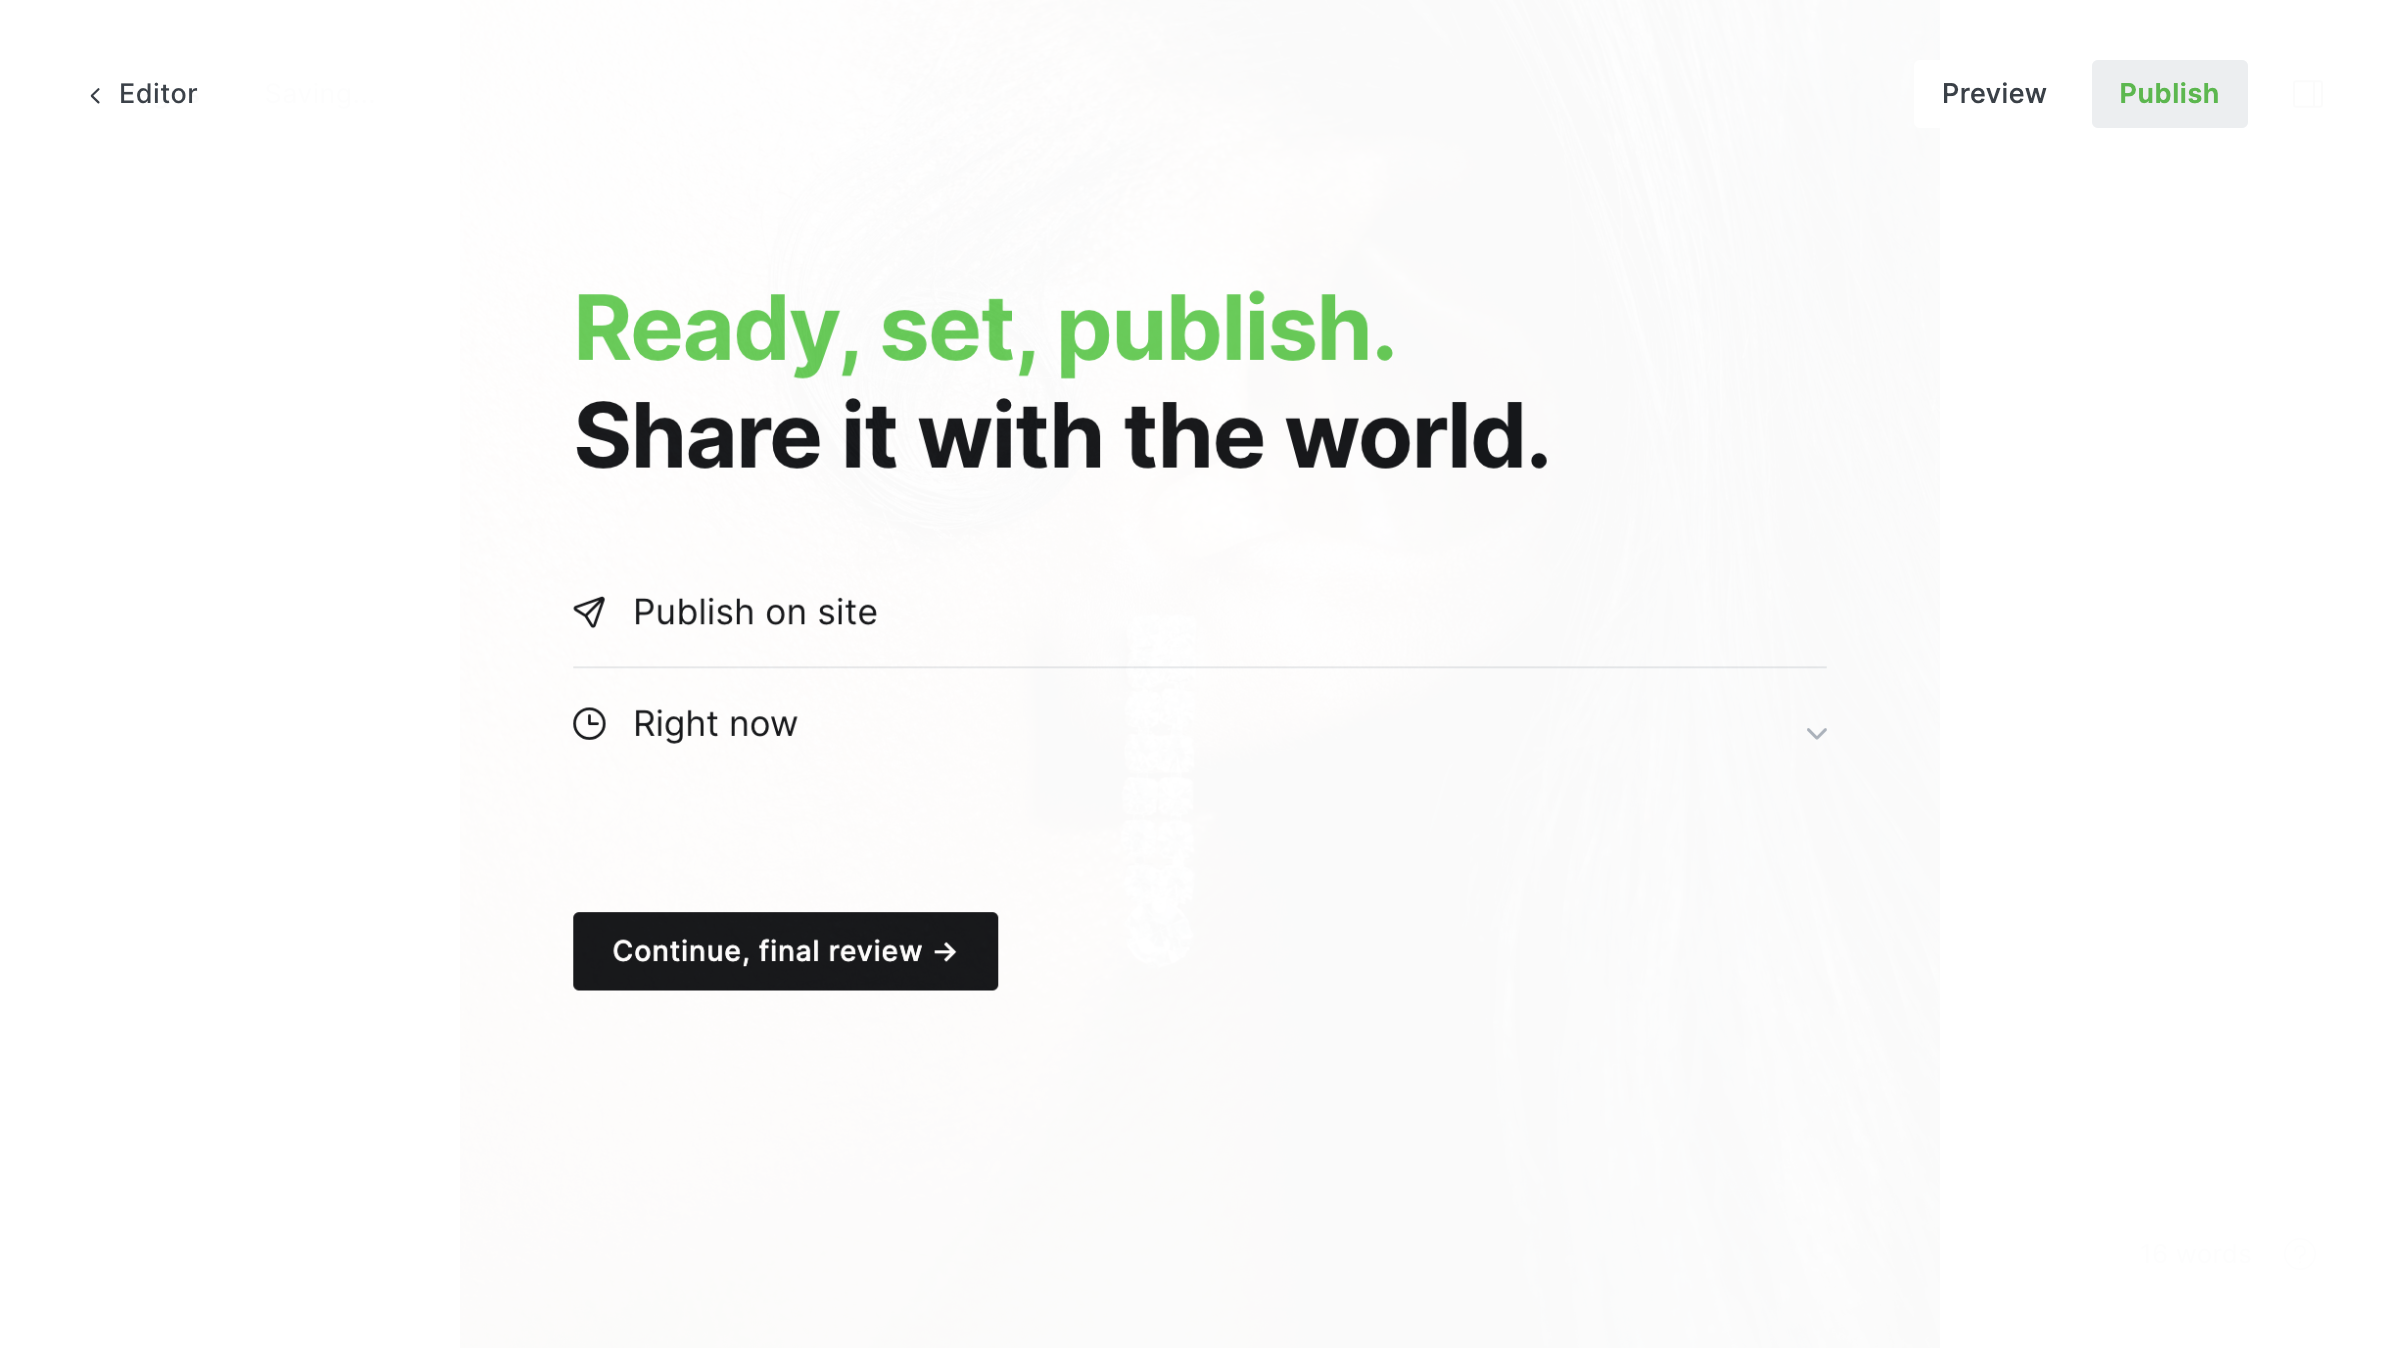 Editor
Preview
Publish
Ready, set, publish.
Share it with the world.
Publish on site
Right now
Continue, final review →